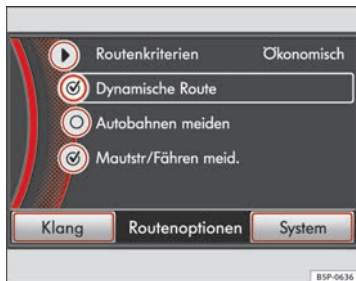 Routenkriterien Ökonomisch
Dynamische Route
Autobahnen meiden
Mautstr/Fähren meid.
Klang Routenoptionen System
B5P-0636